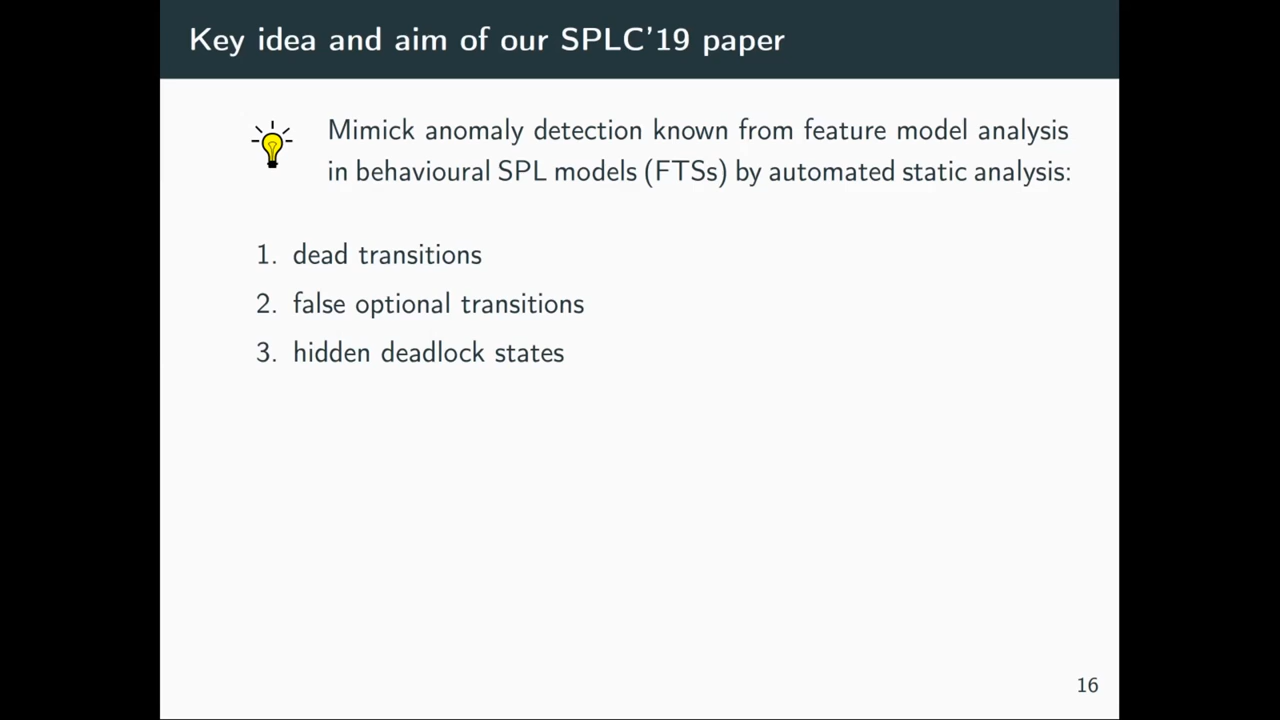 Key idea and aim of our SPLC'19 paper
Mimick anomaly detection known from feature model analysis
in behavioural SPL models (FTSs) by automated static analysis:
1. dead transitions
2. false optional transitions
3. hidden deadlock states
16